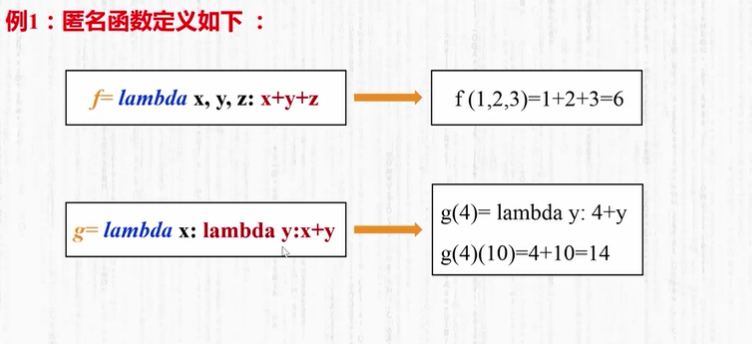 例1：匿名函数定义如下 ：
f= lambda x, y, z: x+y+z
f (1,2,3)=1+2+3=6
g= lambda x: lambda y:x+y
g(4)= lambda y: 4+y
g(4)(10)=4+10=14